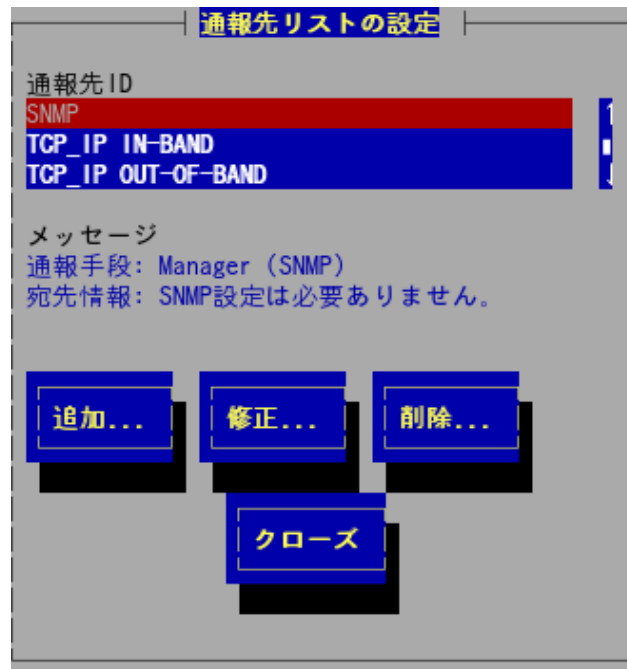 通報先リストの設定
通報先ID
SNMP
TCP_IP IN-BAND
TCP_IP OUT-OF-BAND
メッセージ
通報手段: Manager (SNMP)
宛先情報: SNMP設定は必要ありません。
追加... 修正... 削除...
クローズ